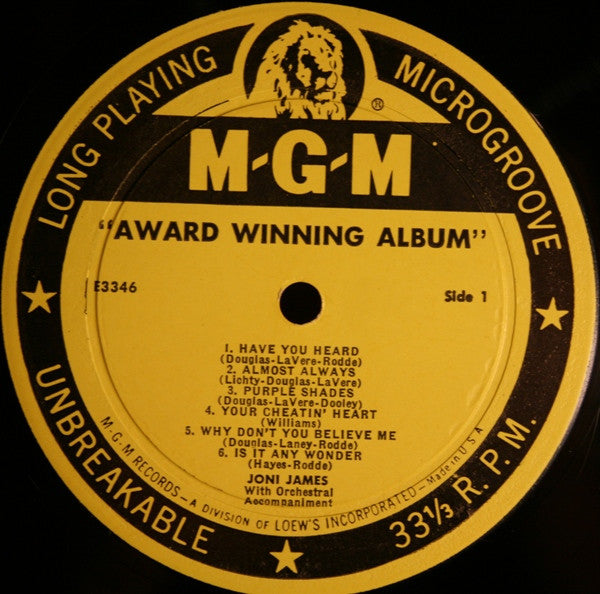 LONG PLAYING
MICROGROOVE
®
M-G-M
"AWARD WINNING ALBUM"
E3346
Side 1
1. HAVE YOU HEARD
(Douglas-LaVere-Rodde)
2. ALMOST ALWAYS
(Lichty-Douglas-LaVere)
3. PURPLE SHADES
(Douglas-LaVere-Dooley)
4. YOUR CHEATIN' HEART
(Williams)
5. WHY DON'T YOU BELIEVE ME
(Douglas-Laney-Rodde)
6. IS IT ANY WONDER
(Hayes-Rodde)
JONI JAMES
With Orchestral
Accompaniment
M-G-M RECORDS—A DIVISION OF LOEW'S INCORPORATED—Made in U S A
UNBREAKABLE
33⅓ R.P.M.